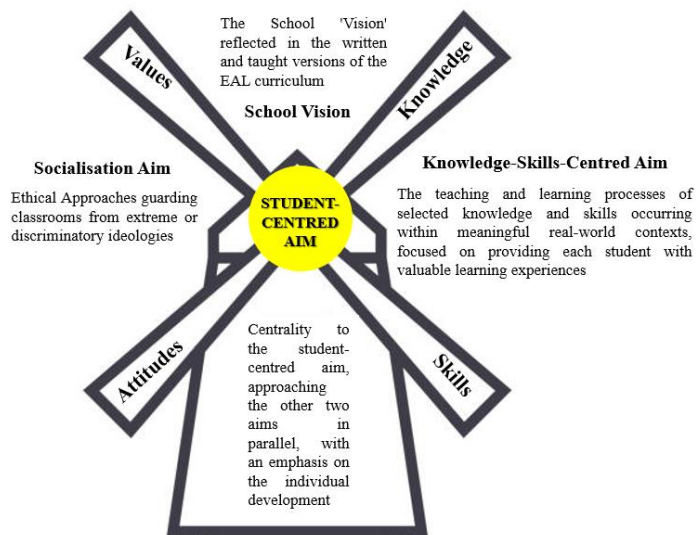 The School 'Vision'
reflected in the written
and taught versions of the
EAL curriculum
School Vision
Values
Knowledge
Socialisation Aim
Ethical Approaches guarding
classrooms from extreme or
discriminatory ideologies
STUDENT-
CENTRED
AIM
Knowledge-Skills-Centred Aim
The teaching and learning processes of
selected knowledge and skills occurring
within meaningful real-world contexts,
focused on providing each student with
valuable learning experiences
Attitudes
Centrality to
the student-
centred aim,
approaching
the other two
aims in
parallel, with
an emphasis on
the individual
development
Skills